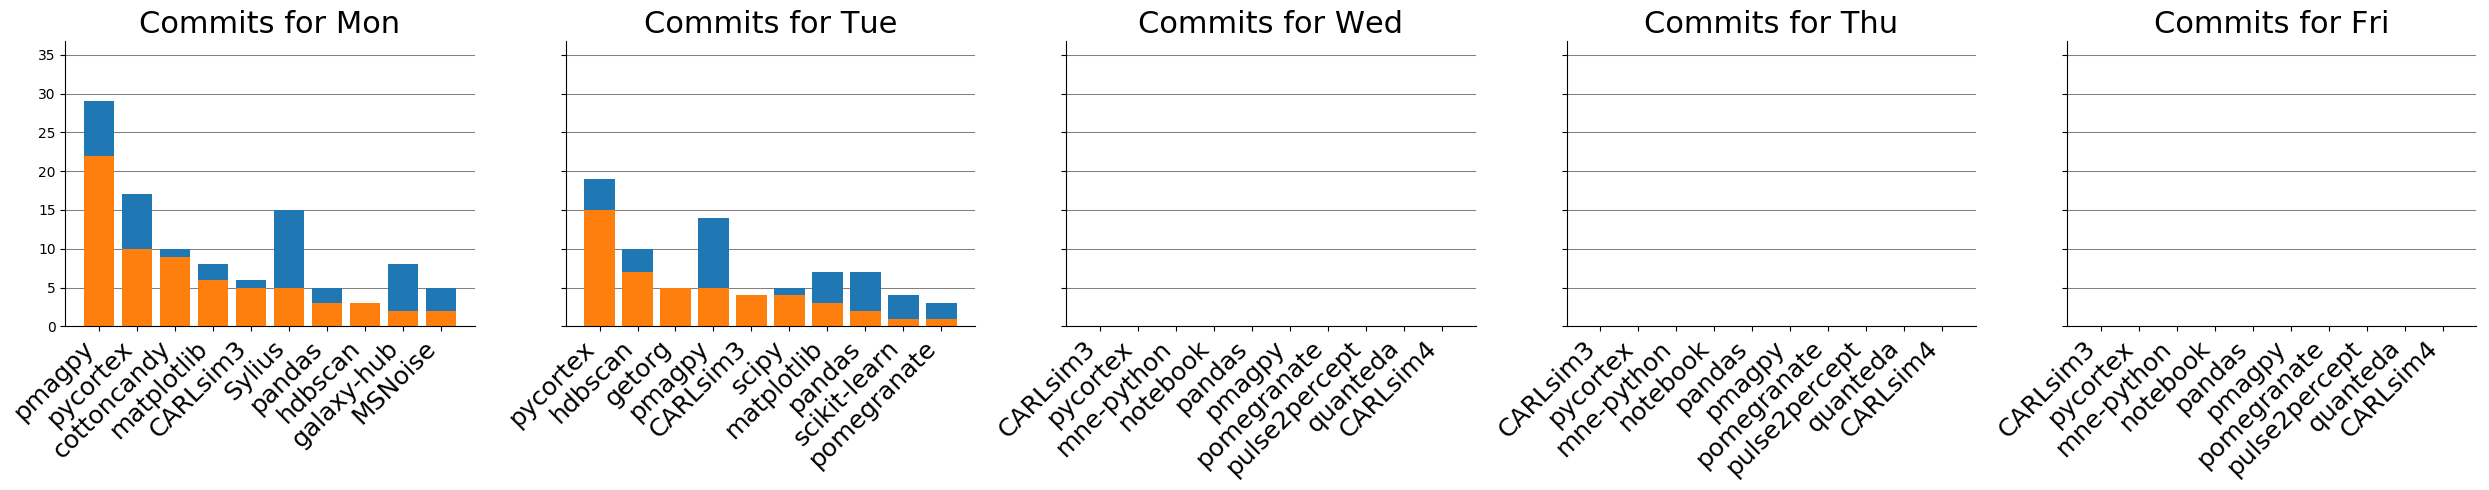 Commits for Mon
Commits for Tue
Commits for Wed
Commits for Thu
Commits for Fri
35
30
25
20
15
10
5
0
pmagpy
pycortex
cottoncandy
matplotlib
CARLsim3
Sylius
pandas
hdbscan
galaxy-hub
MSNoise
pycortex
hdbscan
getorg
pmagpy
CARLsim3
scipy
matplotlib
pandas
scikit-learn
pomegranate
CARLsim3
pycortex
mne-python
notebook
pandas
pmagpy
pomegranate
pulse2percept
quanteda
CARLsim4
CARLsim3
pycortex
mne-python
notebook
pandas
pmagpy
pomegranate
pulse2percept
quanteda
CARLsim4
CARLsim3
pycortex
mne-python
notebook
pandas
pmagpy
pomegranate
pulse2percept
quanteda
CARLsim4